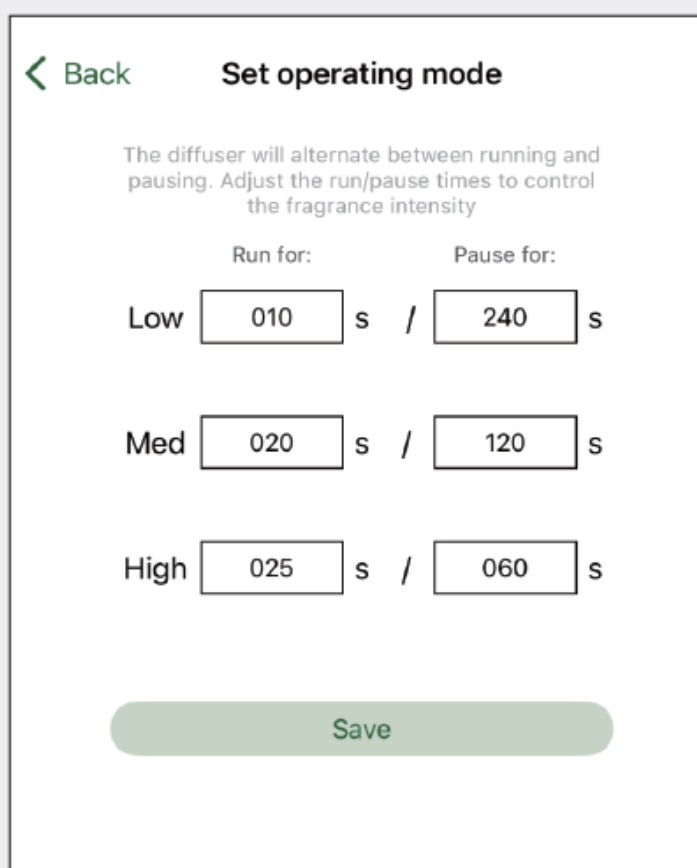 Back Set operating mode
The diffuser will alternate between running and
pausing. Adjust the run/pause times to control
the fragrance intensity
Run for: Pause for:
Low 010 s / 240 s
Med 020 s / 120 s
High 025 s / 060 s
Save